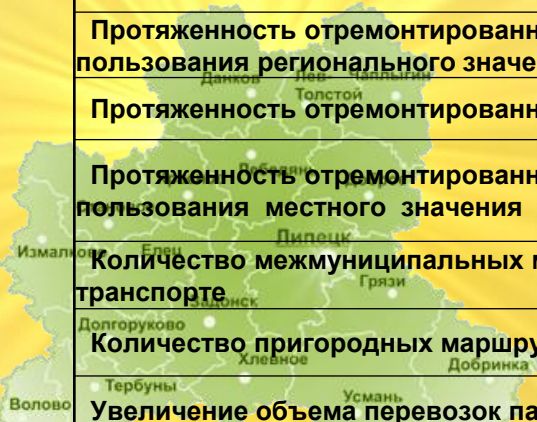 Протяженность отремонтированн
пользования регионального значе
Данков Лев-Толстой Чаплыгин
Протяженность отремонтированн
Протяженность отремонтированн
Лебедянь
пользования местного значения
Измалково Елец Липецк
Количество межмуниципальных м
транспорте
Задонск Грязи
Долгоруково
Количество пригородных маршру
Хлевное Добринка
Тербуны
Волово Усмань
Увеличение объема перевозок па